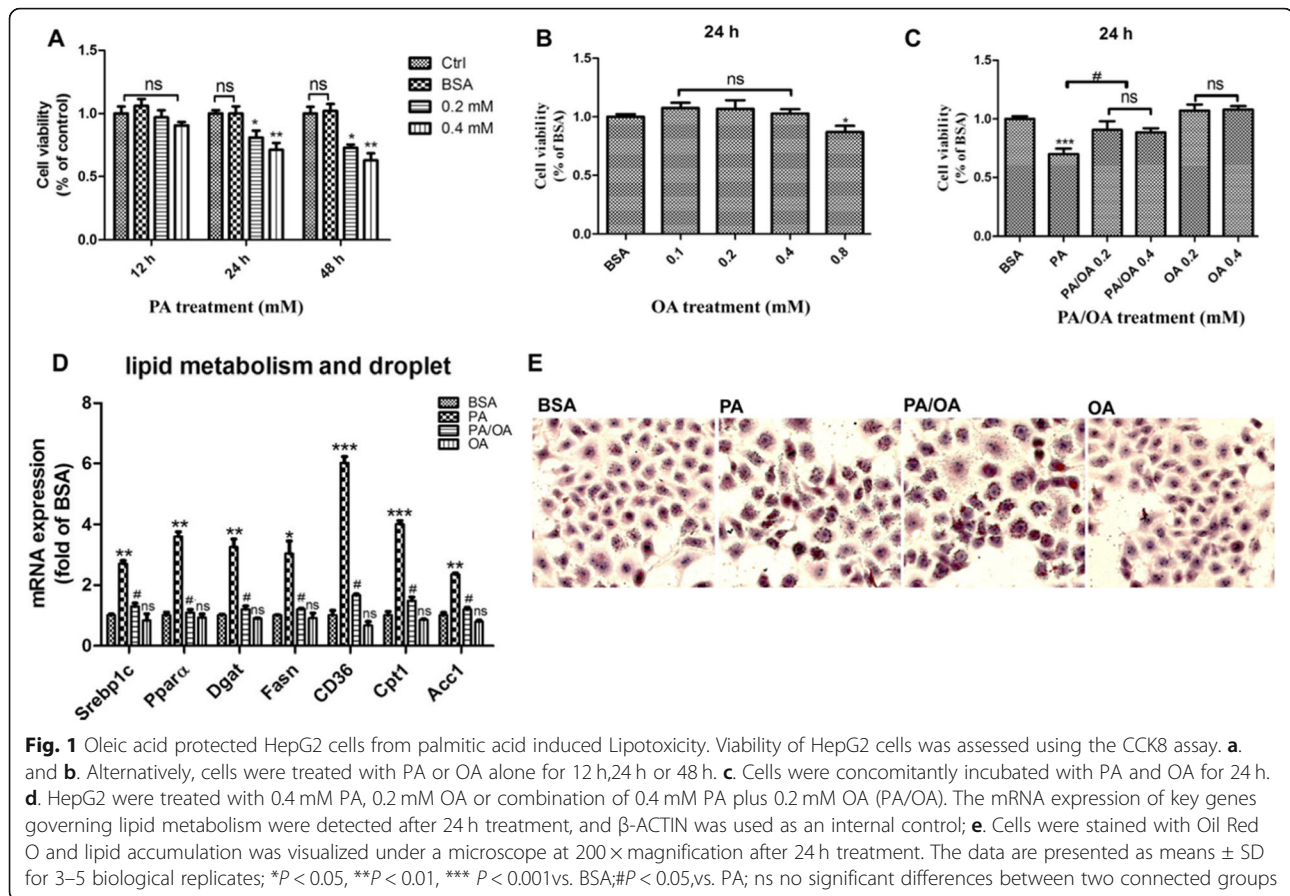 A
Cell viability
(% of control)
1.5
1.0
0.5
0.0
ns
ns
*
**
ns
*
**
12 h
24 h
48 h
PA treatment (mM)
Ctrl
BSA
0.2 mM
0.4 mM
B
24 h
Cell viability
(% of BSA)
1.5
1.0
0.5
0.0
ns
*
BSA
0.1
0.2
0.4
0.8
OA treatment (mM)
C
24 h
Cell viability
(% of BSA)
1.5
1.0
0.5
0.0
#
ns
ns
***
BSA
PA
PA/OA 0.2
PA/OA 0.4
OA 0.2
OA 0.4
PA/OA treatment (mM)
D
lipid metabolism and droplet
mRNA expression
(fold of BSA)
8
6
4
2
0
BSA
PA
PA/OA
OA
**
#
ns
**
#
ns
**
#
ns
*
#
ns
***
#
ns
***
#
ns
**
#
ns
Srebp1c
Pparα
Dgat
Fasn
CD36
Cpt1
Acc1
E
BSA
PA
PA/OA
OA
Fig. 1 Oleic acid protected HepG2 cells from palmitic acid induced Lipotoxicity. Viability of HepG2 cells was assessed using the CCK8 assay. a.
and b. Alternatively, cells were treated with PA or OA alone for 12 h,24 h or 48 h. c. Cells were concomitantly incubated with PA and OA for 24 h.
d. HepG2 were treated with 0.4 mM PA, 0.2 mM OA or combination of 0.4 mM PA plus 0.2 mM OA (PA/OA). The mRNA expression of key genes
governing lipid metabolism were detected after 24 h treatment, and β-ACTIN was used as an internal control; e. Cells were stained with Oil Red
O and lipid accumulation was visualized under a microscope at 200 × magnification after 24 h treatment. The data are presented as means ± SD
for 3–5 biological replicates; *P < 0.05, **P < 0.01, *** P < 0.001vs. BSA;#P < 0.05,vs. PA; ns no significant differences between two connected groups